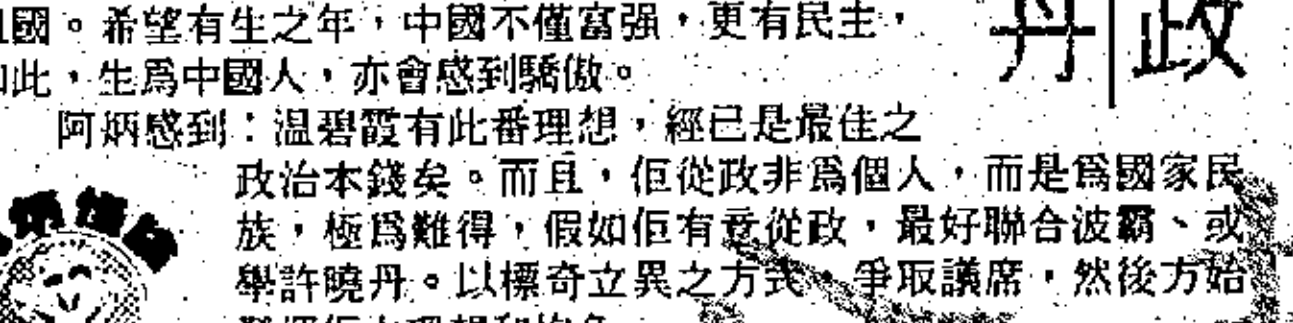 國。希望有生之年，中國不僅富强，更有民主，
此，生爲中國人，亦會感到驕傲。
阿炳感到：温碧霞有此番理想，經已是最佳之
政治本錢矣。而且，佢從政非爲個人，而是爲國家民
族，極爲難得，假如佢有意從政，最好聯合波霸、或
學許曉丹。以標奇立異之方式，爭取議席，然後方始
丹
政